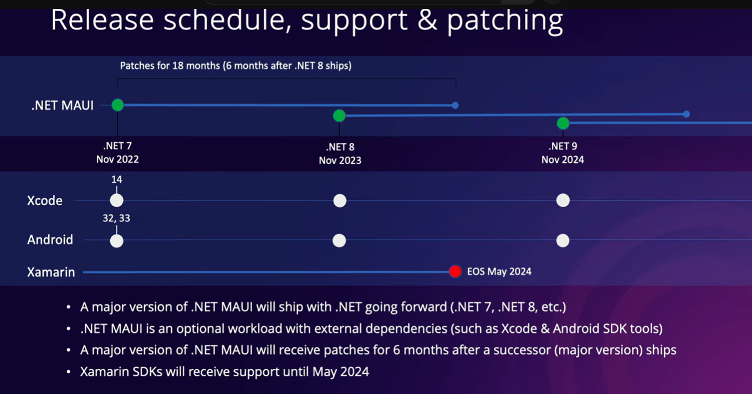 Release schedule, support & patching
Patches for 18 months (6 months after .NET 8 ships)
.NET MAUI
.NET 7
Nov 2022
.NET 8
Nov 2023
.NET 9
Nov 2024
14
Xcode
32, 33
Android
Xamarin
EOS May 2024
• A major version of .NET MAUI will ship with .NET going forward (.NET 7, .NET 8, etc.)
• .NET MAUI is an optional workload with external dependencies (such as Xcode & Android SDK tools)
• A major version of .NET MAUI will receive patches for 6 months after a successor (major version) ships
• Xamarin SDKs will receive support until May 2024